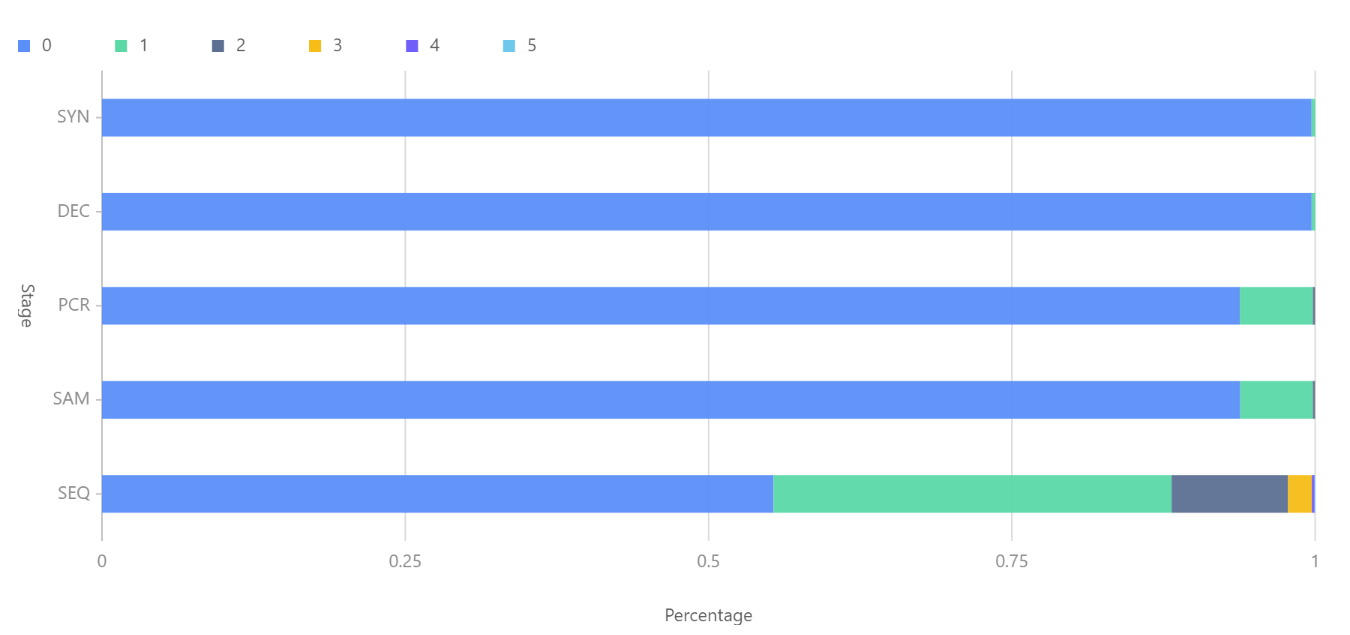 0 1 2 3 4 5
SYN
DEC
PCR
SAM
SEQ
Stage
0 0.25 0.5 0.75 1
Percentage